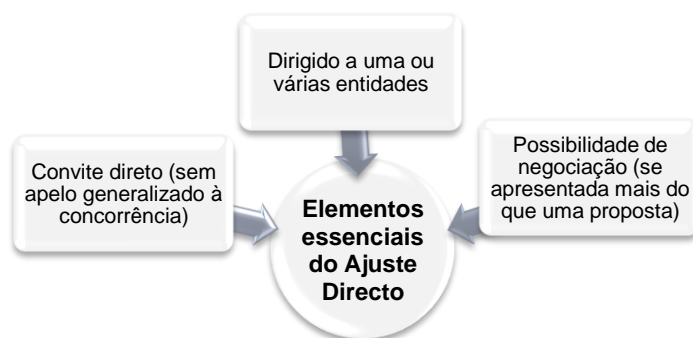 Dirigido a uma ou
várias entidades
Convite direto (sem
apelo generalizado à
concorrência)
Possibilidade de
negociação (se
apresentada mais do
que uma proposta)
Elementos
essenciais
do Ajuste
Directo